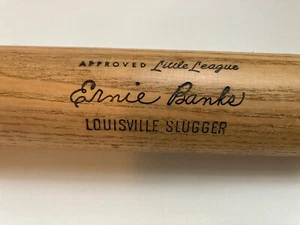 APPROVED Little League
Ernie Banks
LOUISVILLE SLUGGER